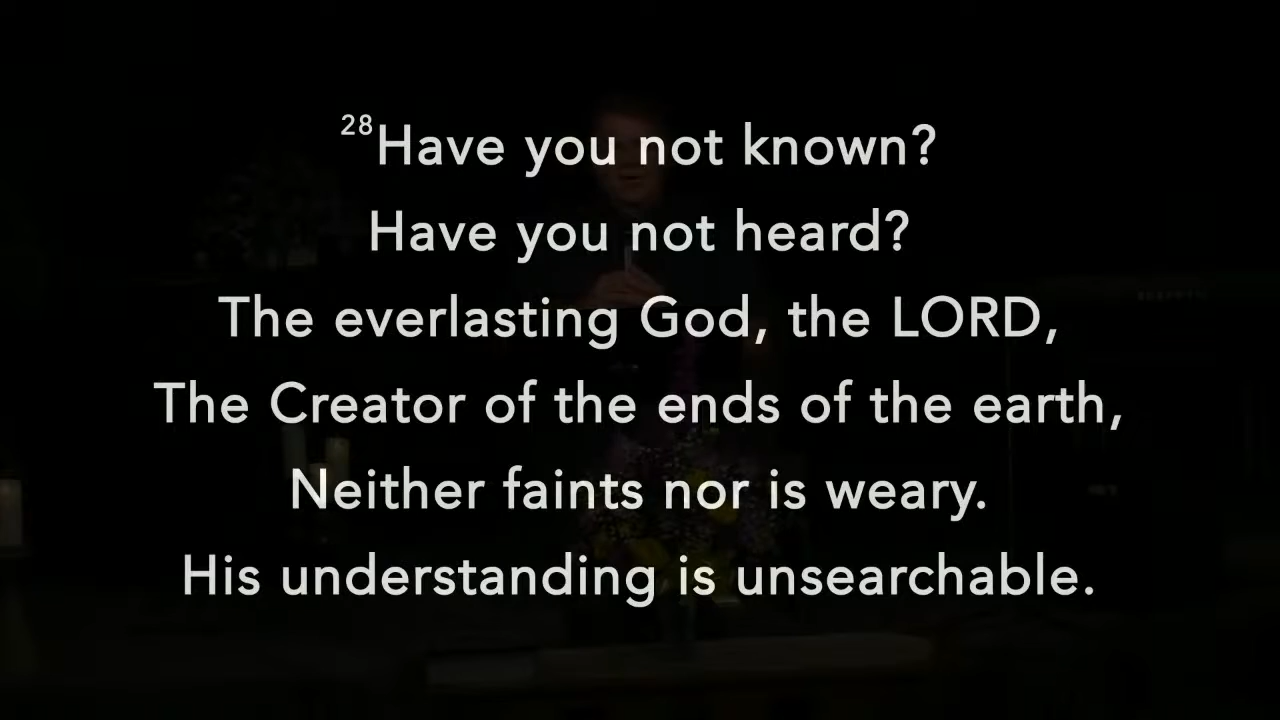 28Have you not known?
Have you not heard?
The everlasting God, the LORD,
The Creator of the ends of the earth,
Neither faints nor is weary.
His understanding is unsearchable.